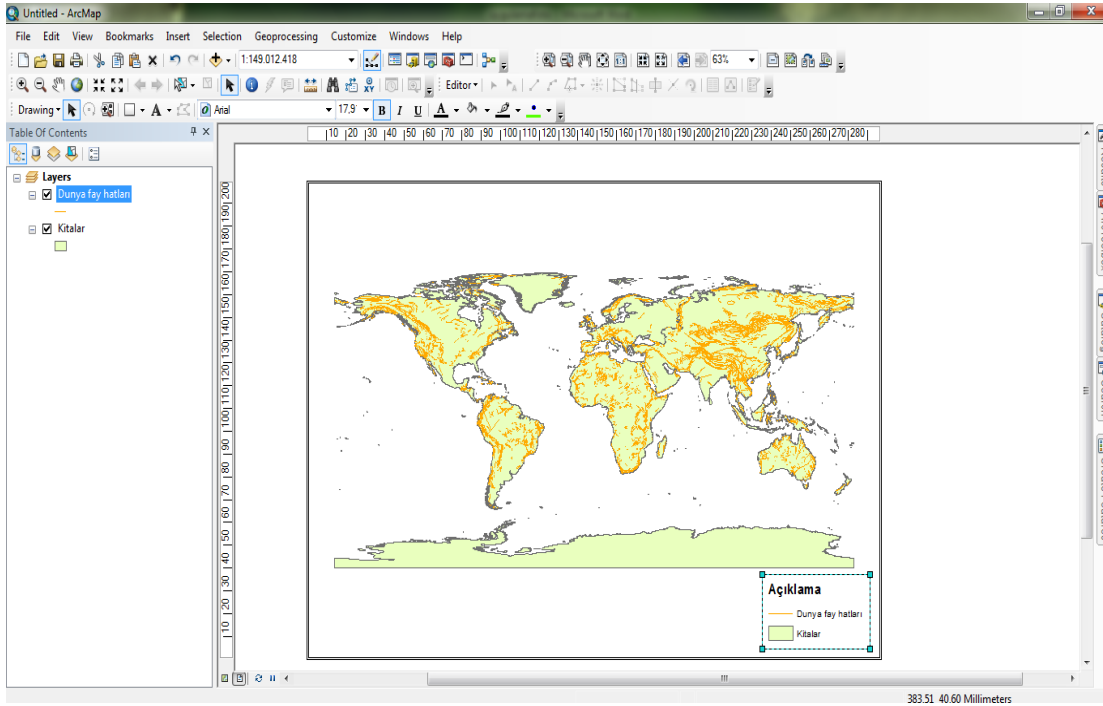 Untitled - ArcMap
File Edit View Bookmarks Insert Selection Geoprocessing Customize Windows Help
1:149.012.418
63%
Editor
Drawing
A
Arial
17,9
B I U A
Table Of Contents
Layers
Dunya fay hatları
Kitalar
10 20 30 40 50 60 70 80 90 100 110 120 130 140 150 160 170 180 190 200 210 220 230 240 250 260 270 280
200
190
180
170
160
150
140
130
120
110
100
90
80
70
60
50
40
30
20
10
Açıklama
Dunya fay hatları
Kitalar
383,51 40,60 Millimeters